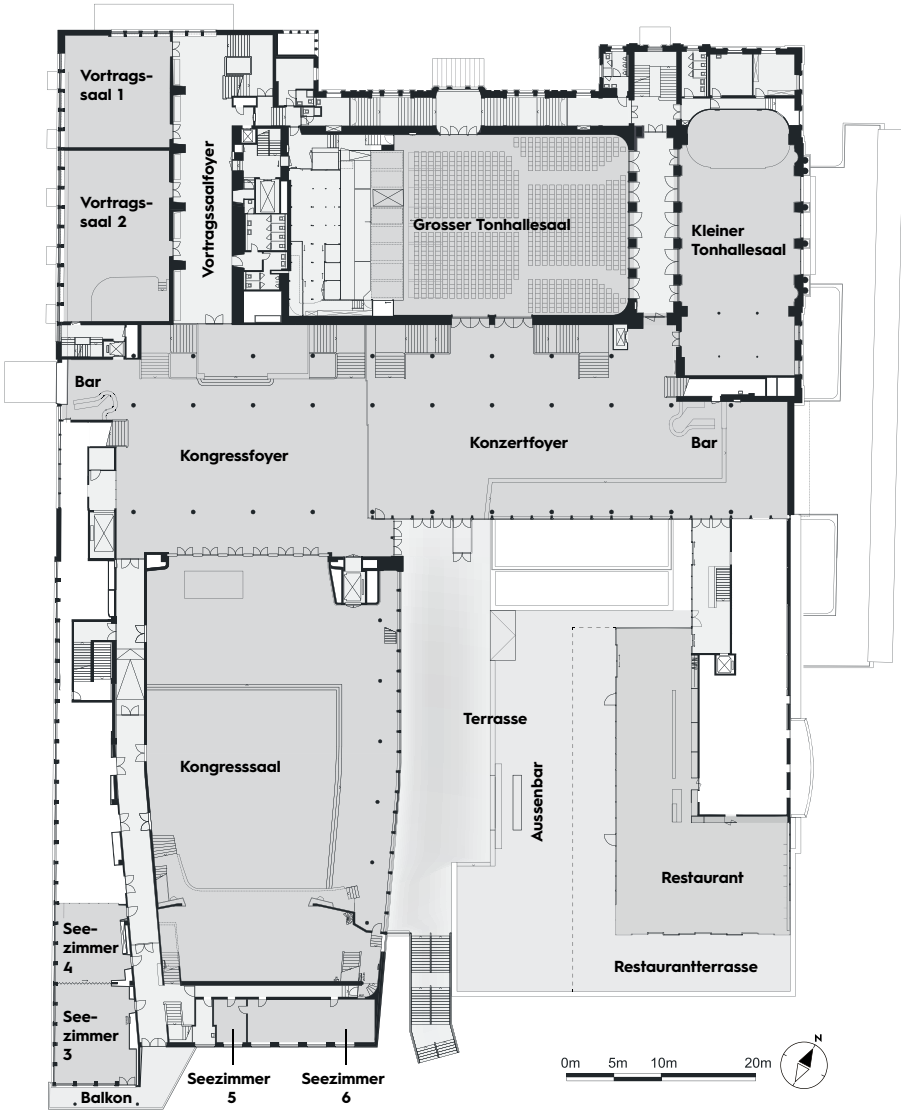 Vortrags-
saal 1
Vortrags-
saal 2
Vortragssaalfoyer
Grosser Tonhallesaal
Kleiner
Tonhallesaal
Bar
Kongressfoyer
Konzertfoyer
Bar
Terrasse
Kongresssaal
Aussenbar
Restaurant
See-
zimmer
4
Restaurantterrasse
See-
zimmer
3
Seezimmer
5
Seezimmer
6
Balkon
0m 5m 10m 20m
N